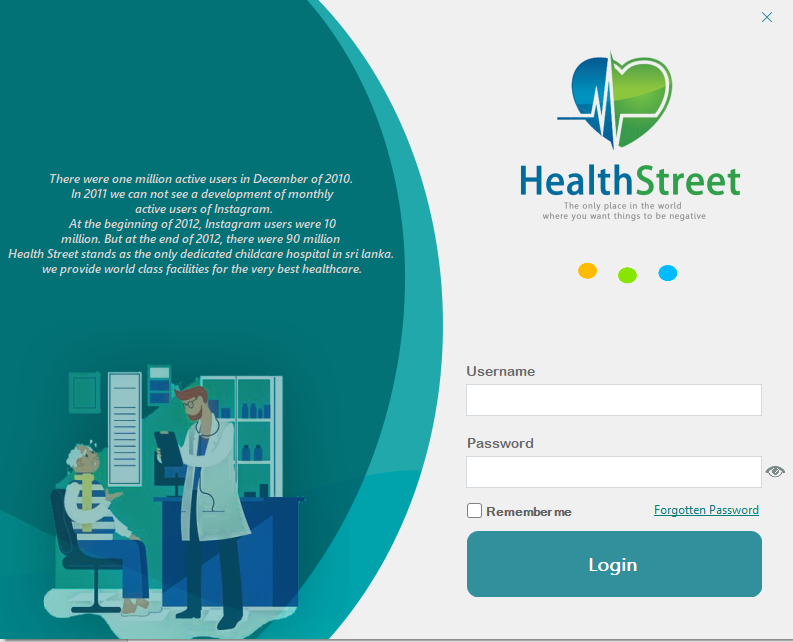 There were one million active users in December of 2010.
In 2011 we can not see a development of monthly
active users of Instagram.
At the beginning of 2012, Instagram users were 10
million. But at the end of 2012, there were 90 million
Health Street stands as the only dedicated childcare hospital in sri lanka.
we provide world class facilities for the very best healthcare.
HealthStreet
The only place in the world
where you want things to be negative
Username
Password
Remember me
Forgotten Password
Login